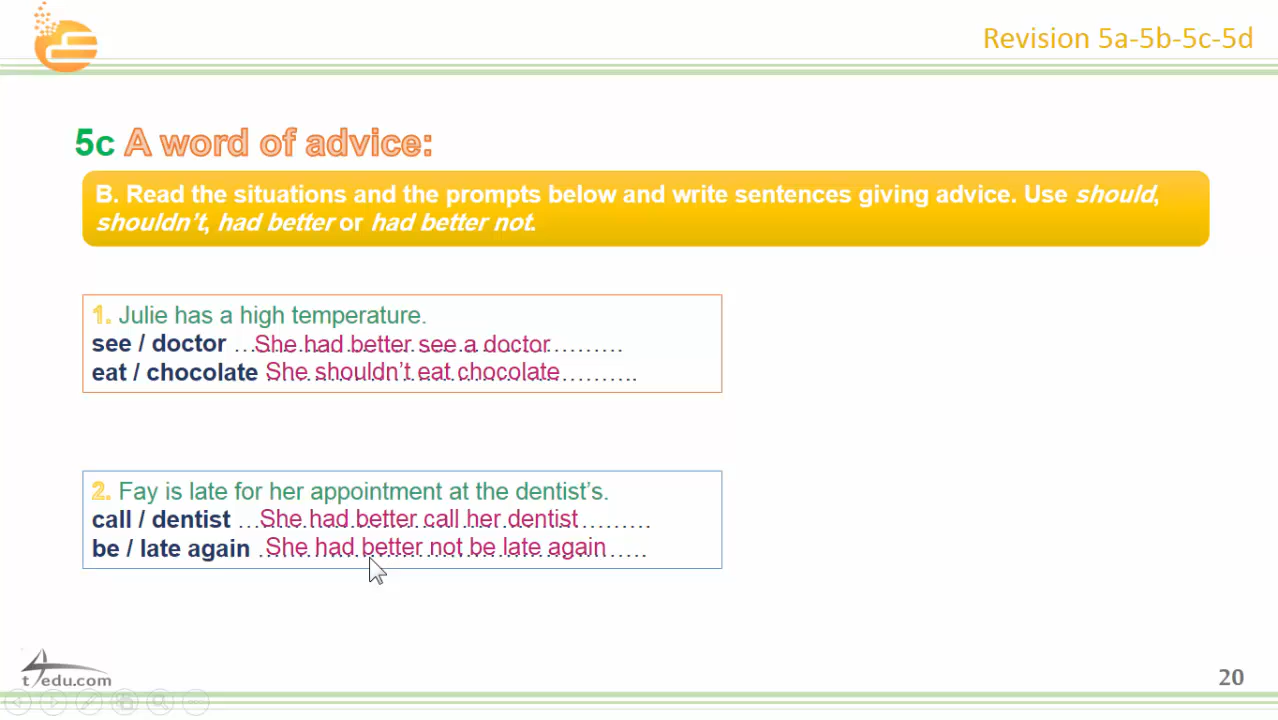 Revision 5a-5b-5c-5d
5c A word of advice:
B. Read the situations and the prompts below and write sentences giving advice. Use should,
shouldn’t, had better or had better not.
1. Julie has a high temperature.
see / doctor …She had better see a doctor……….
eat / chocolate She shouldn’t eat chocolate………..
2. Fay is late for her appointment at the dentist’s.
call / dentist …She had better call her dentist………
be / late again .She had better not be late again…..
t4edu.com
20